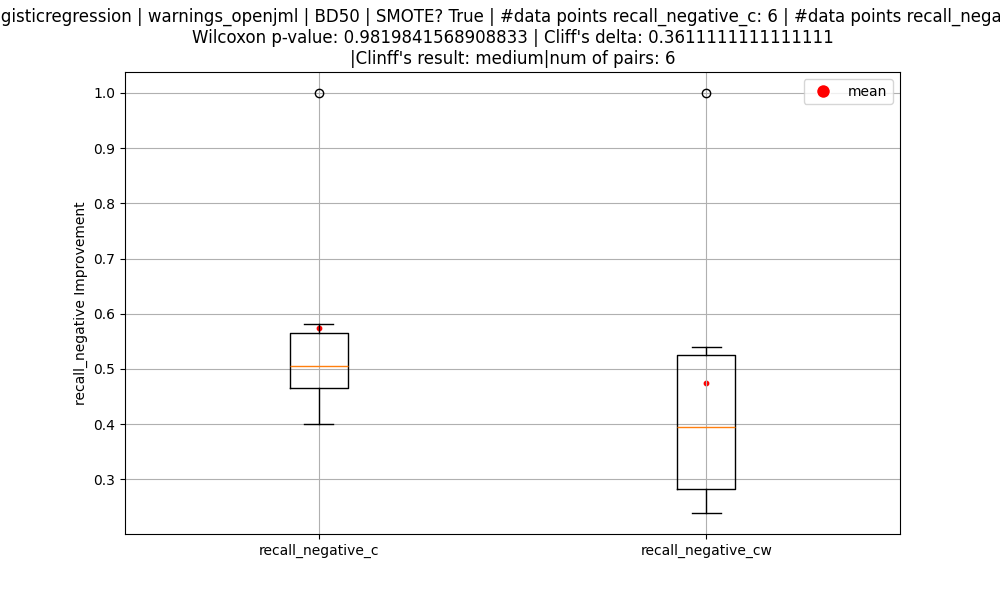 gisticregression | warnings_openjml | BD50 | SMOTE? True | #data points recall_negative_c: 6 | #data points recall_nega
Wilcoxon p-value: 0.9819841568908833 | Cliff's delta: 0.3611111111111111
|Clinff's result: medium|num of pairs: 6
mean
1.0
0.9
0.8
0.7
0.6
0.5
0.4
0.3
recall_negative Improvement
recall_negative_c
recall_negative_cw